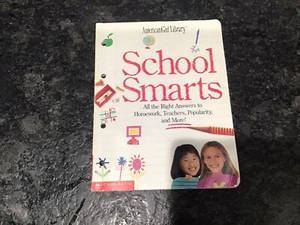 American Girl Library
School
Smarts
All the Right Answers to
Homework, Teachers, Popularity,
and More!